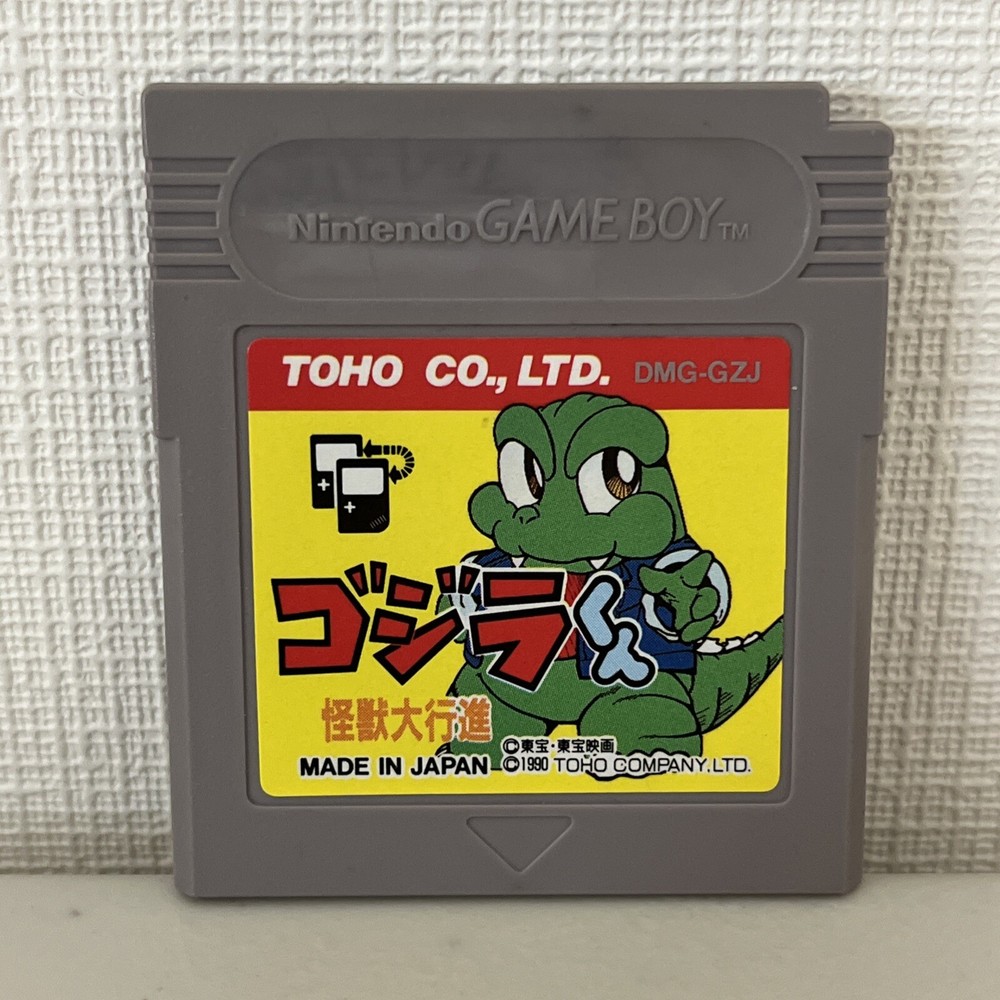 Nintendo GAME BOY™
TOHO CO., LTD. DMG-GZJ
ゴジラくん
怪獣大行進
©東宝・東宝映画
MADE IN JAPAN ©1990 TOHO COMPANY.LTD.